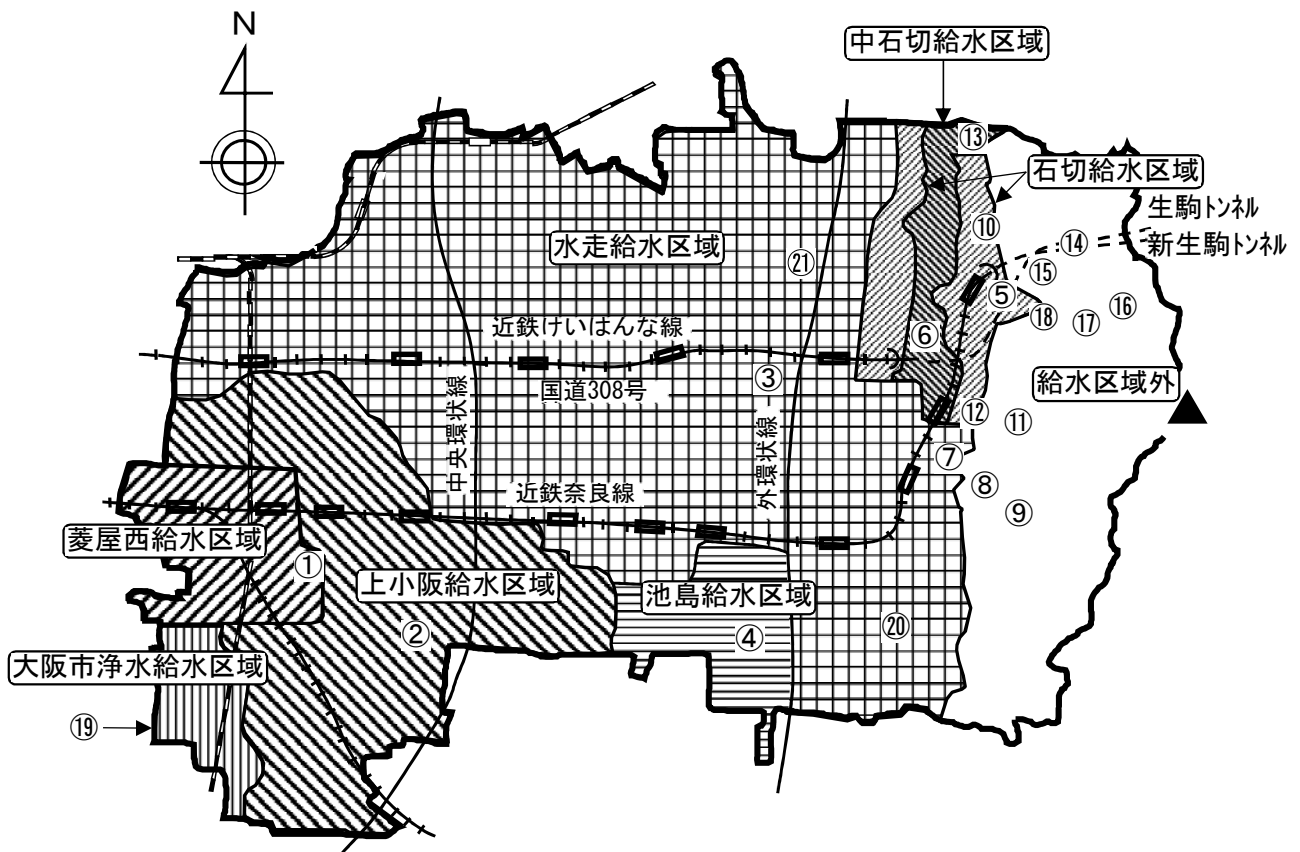 N
中石切給水区域
⑬
石切給水区域
生駒トンネル
新生駒トンネル
⑩
⑭
水走給水区域
㉑
⑮
⑤
⑯
⑱
⑰
近鉄けいはんな線
⑥
国道308号
③
給水区域外
中央環状線
外環状線
⑫
⑪
⑦
近鉄奈良線
⑧
⑨
菱屋西給水区域
①
上小阪給水区域
池島給水区域
②
④
⑳
大阪市浄水給水区域
⑲